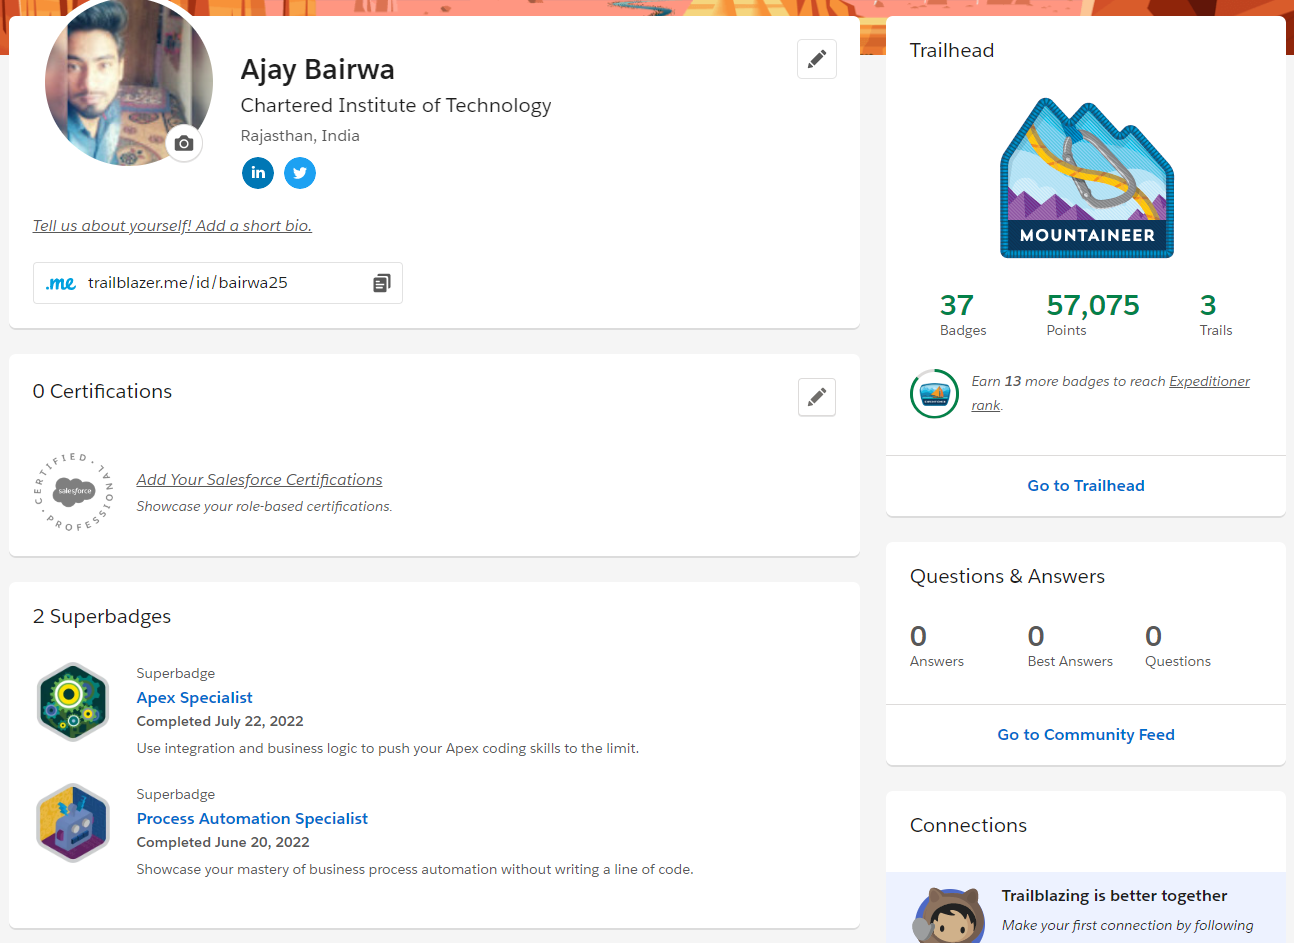 Ajay Bairwa
Chartered Institute of Technology
Rajasthan, India
in
Tell us about yourself! Add a short bio.
.me trailblazer.me/id/bairwa25
0 Certifications
CERTIFIED PROFESSIONAL
salesforce
Add Your Salesforce Certifications
Showcase your role-based certifications.
2 Superbadges
Superbadge
Apex Specialist
Completed July 22, 2022
Use integration and business logic to push your Apex coding skills to the limit.
Superbadge
Process Automation Specialist
Completed June 20, 2022
Showcase your mastery of business process automation without writing a line of code.
Trailhead
MOUNTAINEER
37 57,075 3
Badges Points Trails
Earn 13 more badges to reach Expeditioner
rank.
Go to Trailhead
Questions & Answers
0 0 0
Answers Best Answers Questions
Go to Community Feed
Connections
Trailblazing is better together
Make your first connection by following